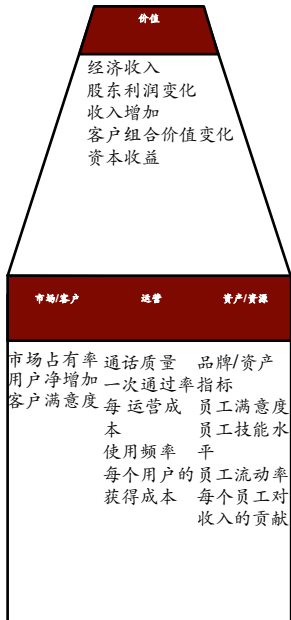 价值
经济收入
股东利润变化
收入增加
客户组合价值变化
资本收益
市场/客户
运营
资产/资源
市场占有率
用户净增加
客户满意度
通话质量
一次通过率
每 运营成
本
使用频率
每个用户的
获得成本
品牌/资产
指标
员工满意度
员工技能水
平
员工流动率
每个员工对
收入的贡献